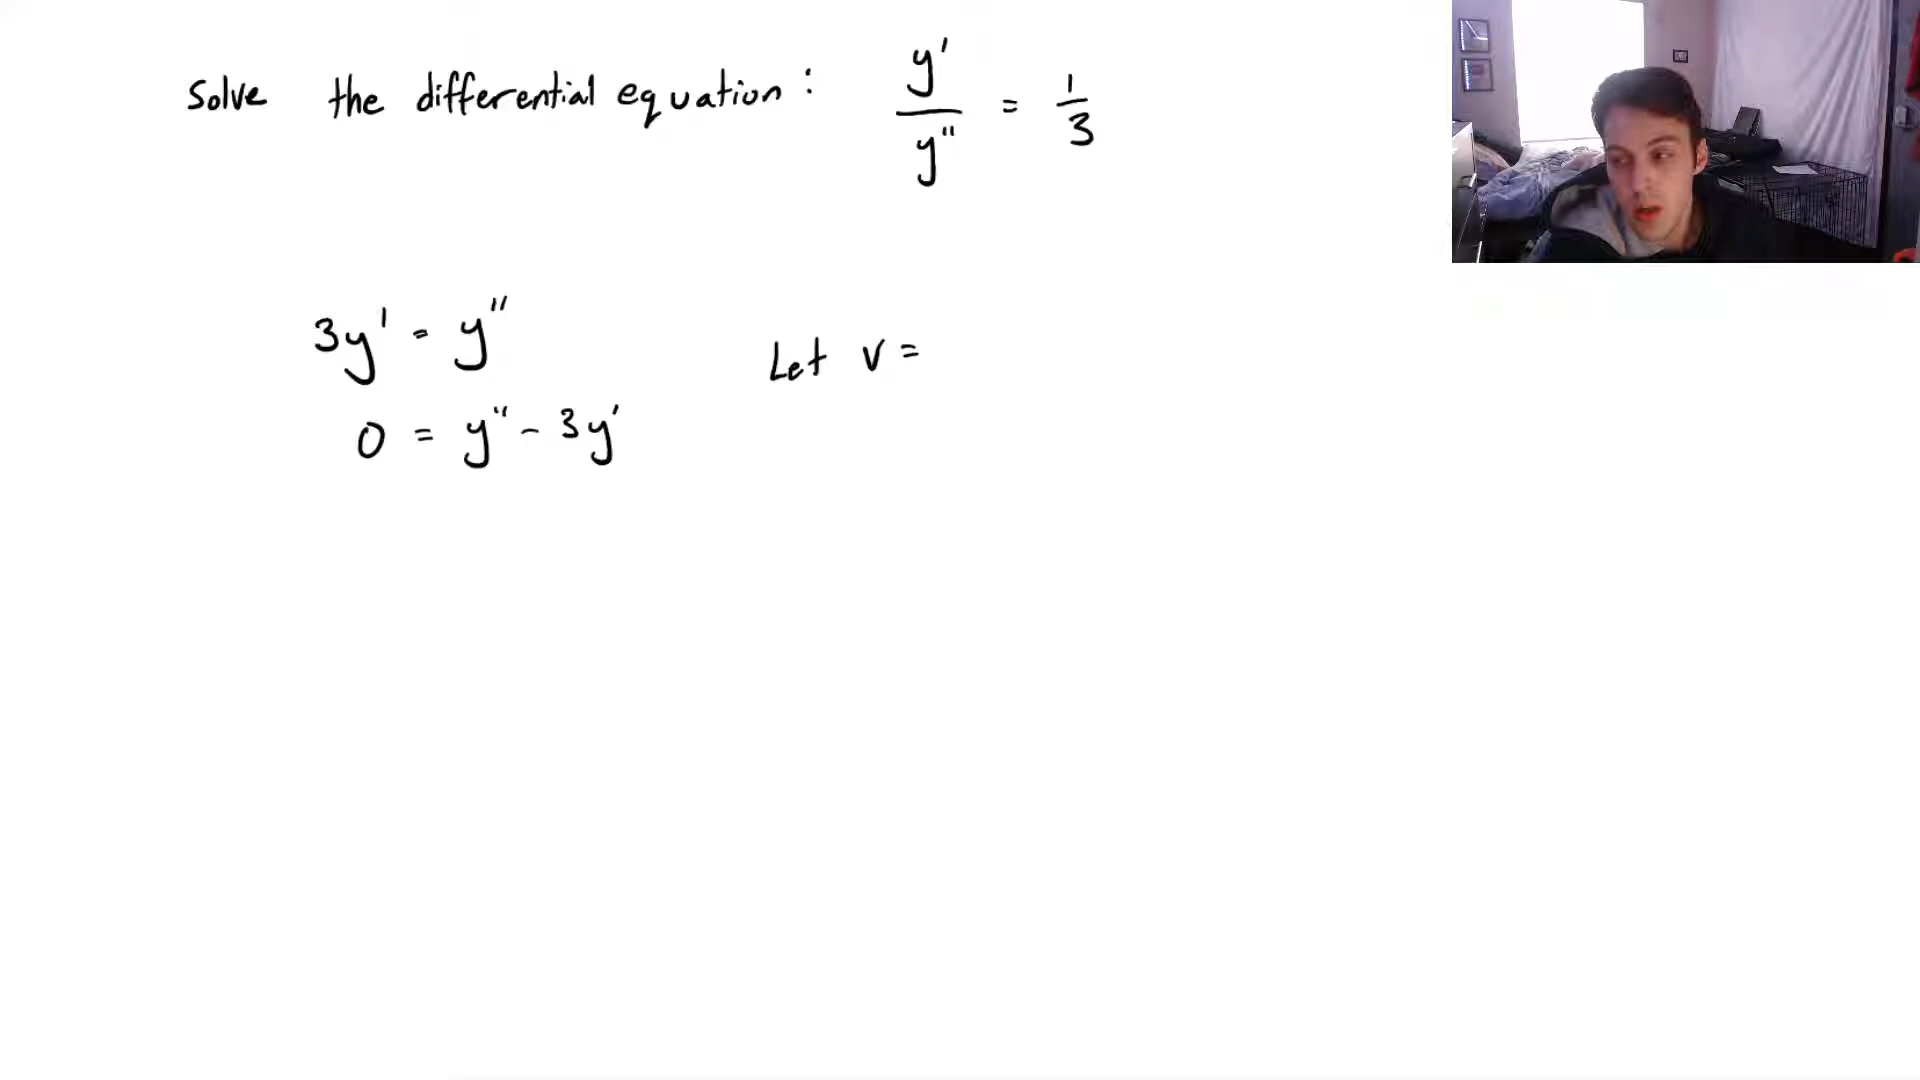 Solve the differential equation: y'/y" = 1/3
3y' = y"
Let v =
0 = y" - 3y'